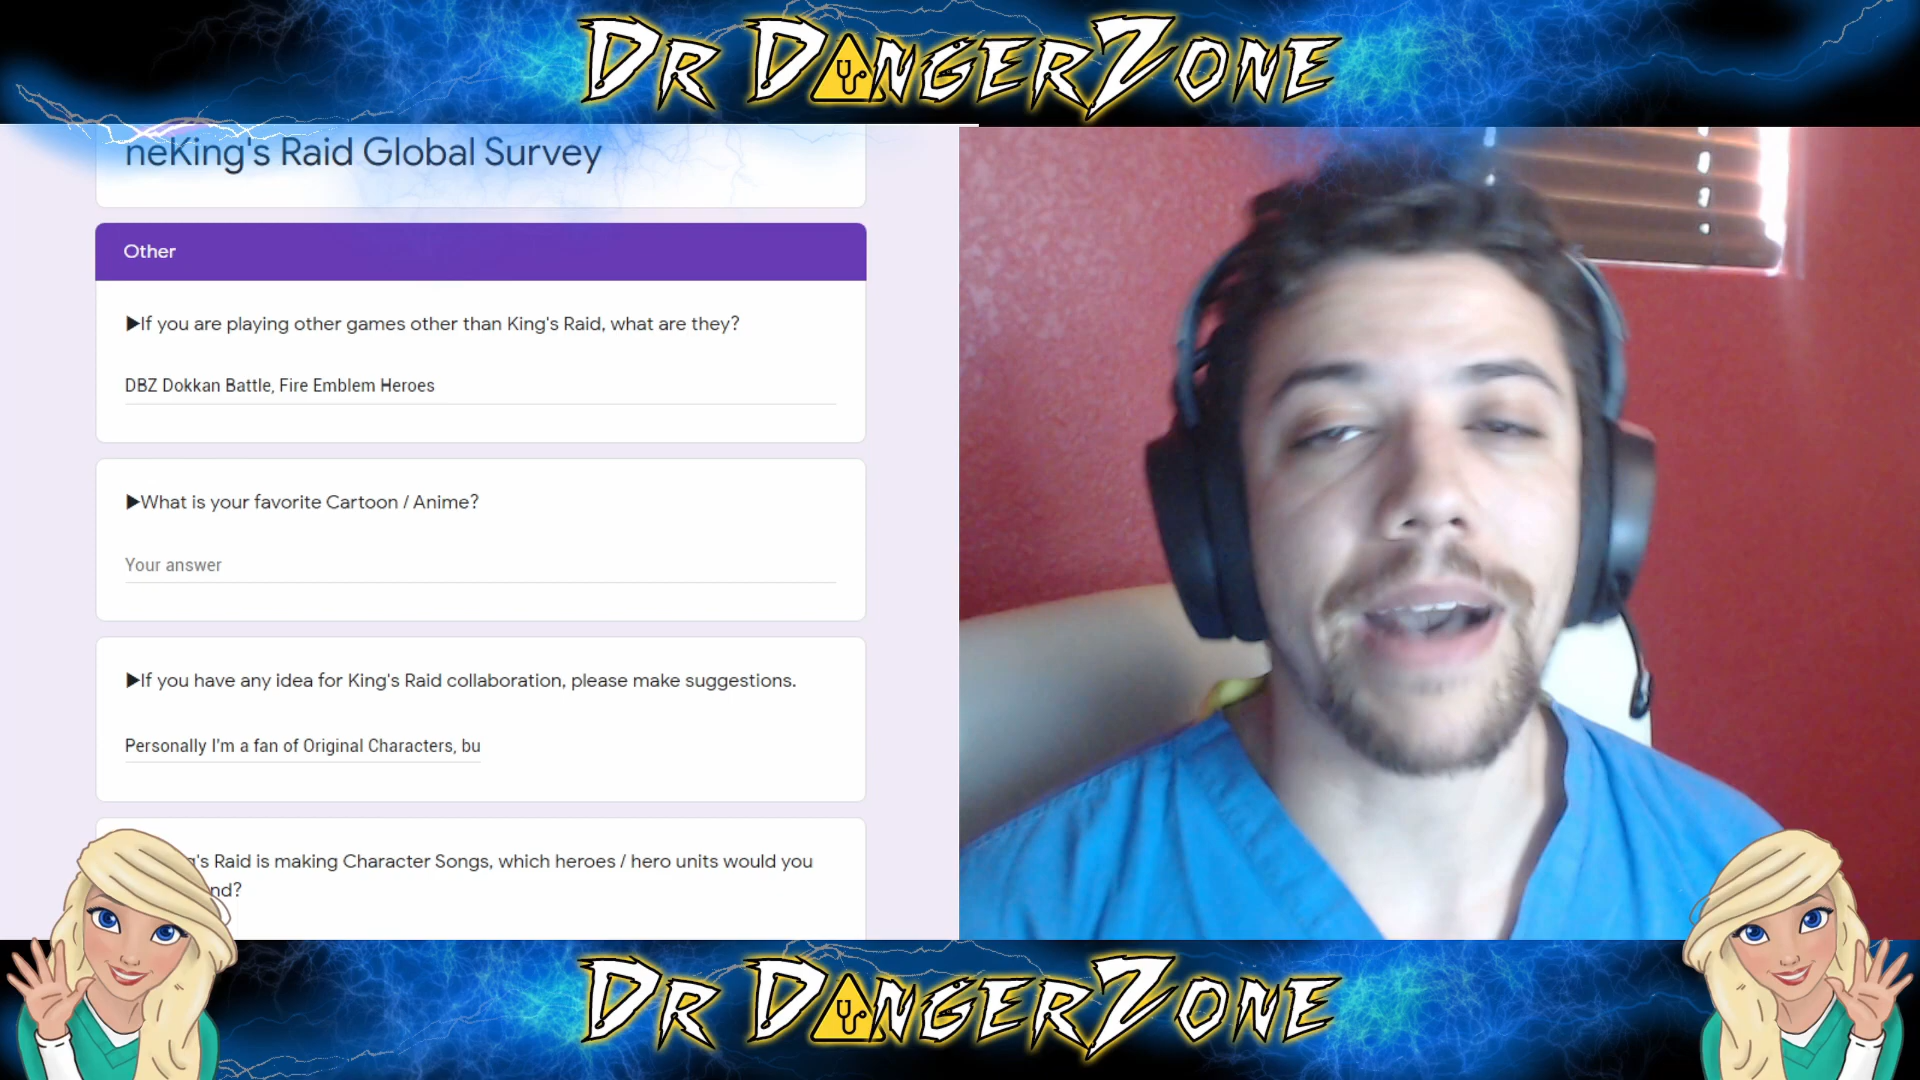 DR DANGERZONE
neKing's Raid Global Survey
Other
▶If you are playing other games other than King's Raid, what are they?
DBZ Dokkan Battle, Fire Emblem Heroes
▶What is your favorite Cartoon / Anime?
Your answer
▶If you have any idea for King's Raid collaboration, please make suggestions.
Personally I'm a fan of Original Characters, bu
's Raid is making Character Songs, which heroes / hero units would you
nd?
DR DANGERZONE